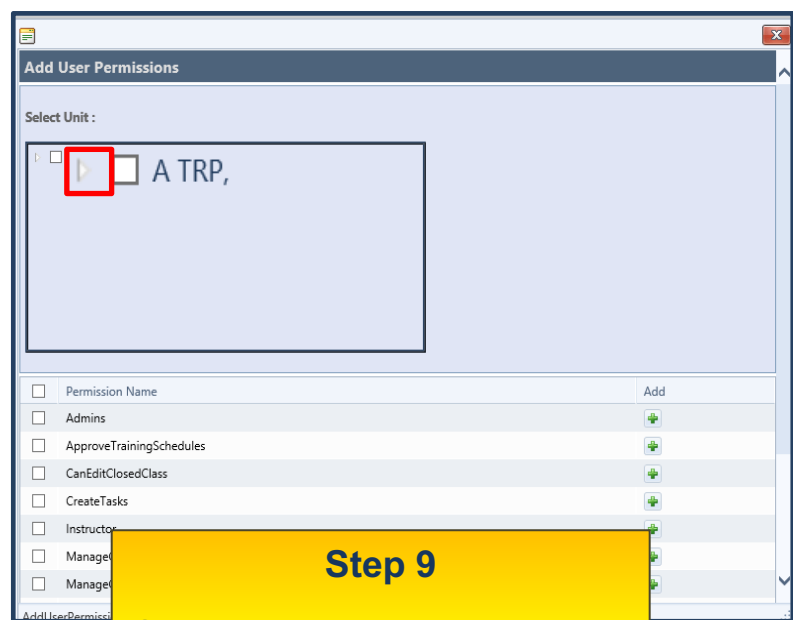 Add User Permissions
Select Unit :
A TRP,
Permission Name Add
Admins
ApproveTrainingSchedules
CanEditClosedClass
CreateTasks
Instructor
Step 9